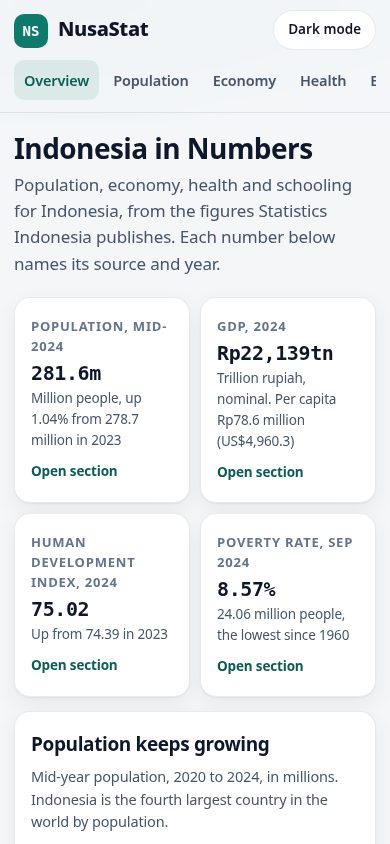 NS NusaStat
Dark mode
Overview Population Economy Health E
Indonesia in Numbers
Population, economy, health and schooling
for Indonesia, from the figures Statistics
Indonesia publishes. Each number below
names its source and year.
POPULATION, MID-
2024
281.6m
Million people, up
1.04% from 278.7
million in 2023
Open section
GDP, 2024
Rp22,139tn
Trillion rupiah,
nominal. Per capita
Rp78.6 million
(US$4,960.3)
Open section
HUMAN
DEVELOPMENT
INDEX, 2024
75.02
Up from 74.39 in 2023
Open section
POVERTY RATE, SEP
2024
8.57%
24.06 million people,
the lowest since 1960
Open section
Population keeps growing
Mid-year population, 2020 to 2024, in millions.
Indonesia is the fourth largest country in the
world by population.